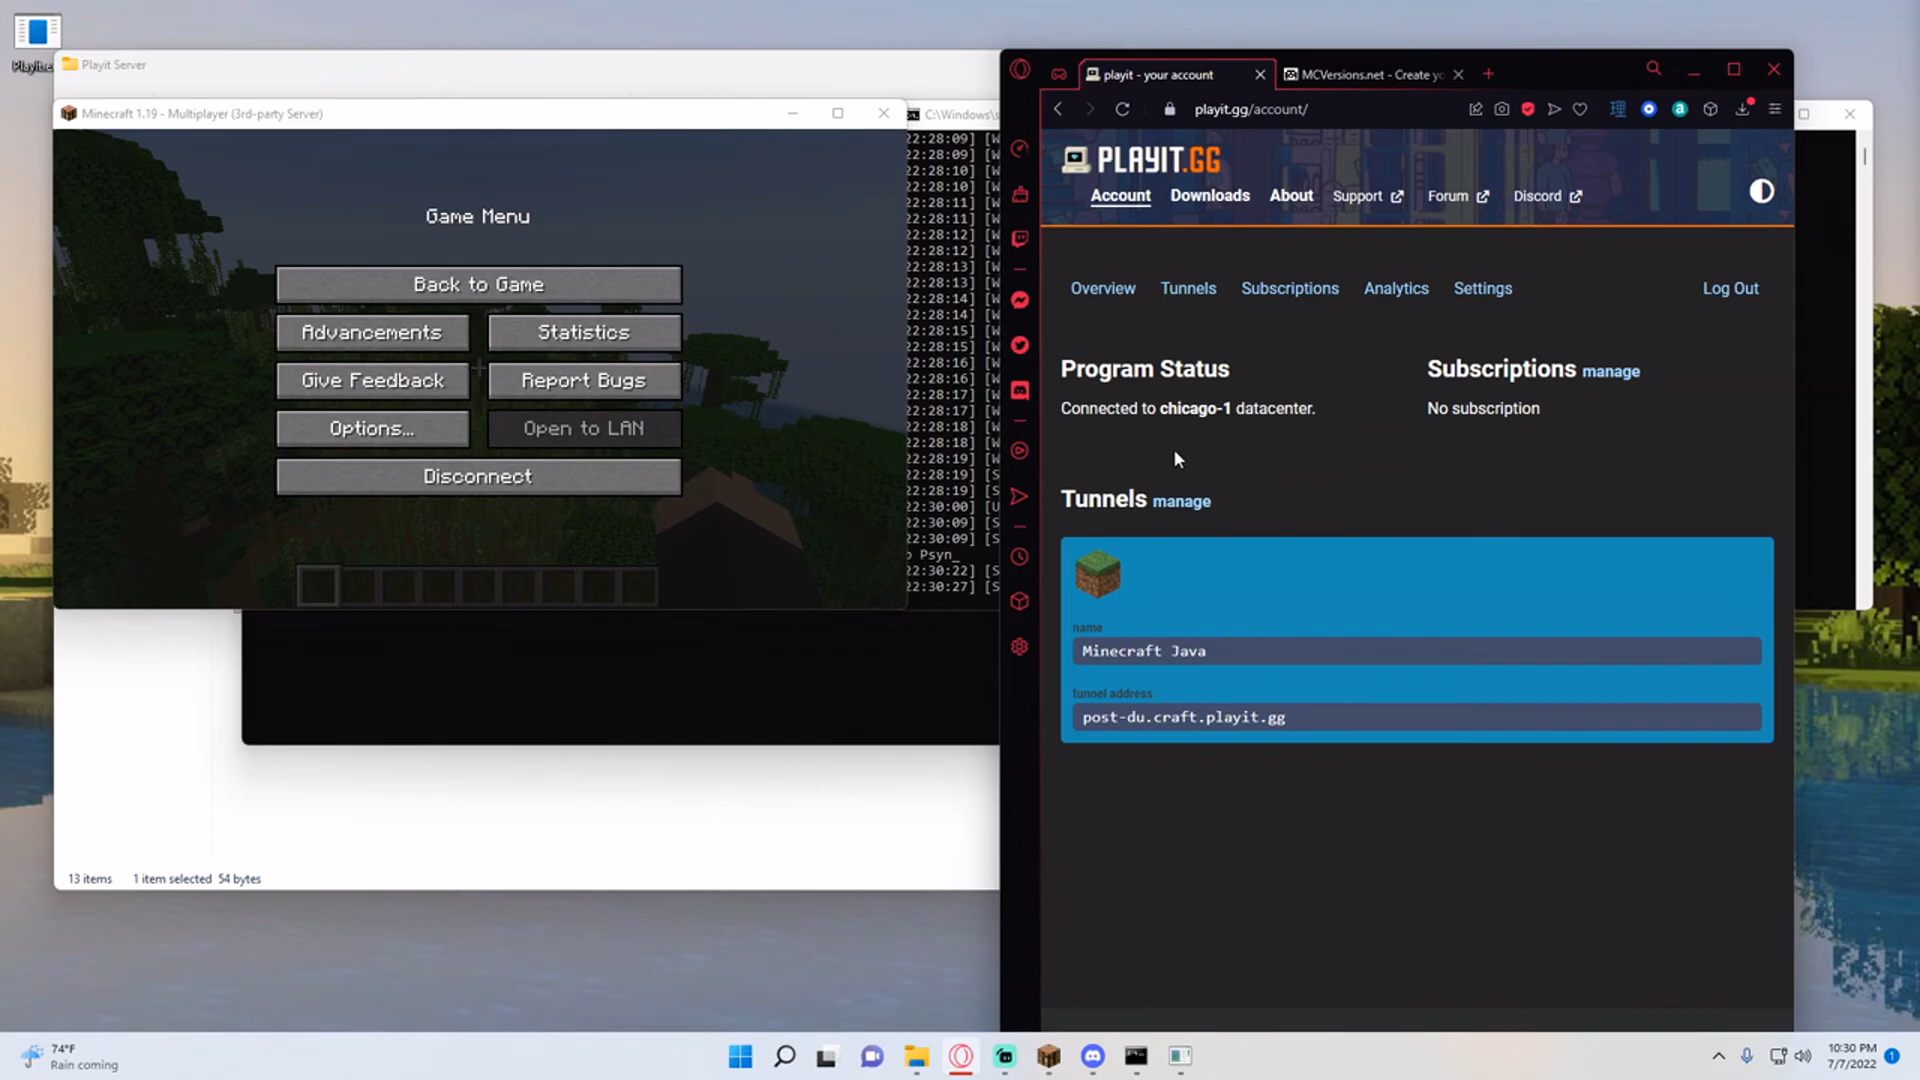 Playit.e
Playit Server
Minecraft 1.19 - Multiplayer (3rd-party Server)
Game Menu
Back to Game
Advancements
Statistics
Give Feedback
Report Bugs
Options...
Open to LAN
Disconnect
13 items
1 item selected 54 bytes
C:\Windows\s
22:28:09] [W
22:28:09] [W
22:28:10] [W
22:28:10] [W
22:28:11] [W
22:28:11] [W
22:28:12] [W
22:28:12] [W
22:28:13] [W
22:28:13] [W
22:28:14] [W
22:28:14] [W
22:28:15] [W
22:28:15] [W
22:28:16] [W
22:28:16] [W
22:28:17] [W
22:28:17] [W
22:28:18] [W
22:28:18] [W
22:28:19] [W
22:28:19] [S
22:28:19] [S
22:30:00] [U
22:30:09] [S
22:30:09] [S
o Psyn_
22:30:22] [S
22:30:27] [S
playit - your account
MCVersions.net - Create yo
playit.gg/account/
PLAYIT.GG
Account
Downloads
About
Support
Forum
Discord
Overview
Tunnels
Subscriptions
Analytics
Settings
Log Out
Program Status
Connected to chicago-1 datacenter.
Subscriptions manage
No subscription
Tunnels manage
name
Minecraft Java
tunnel address
post-du.craft.playit.gg
74°F
Rain coming
10:30 PM
7/7/2022
1